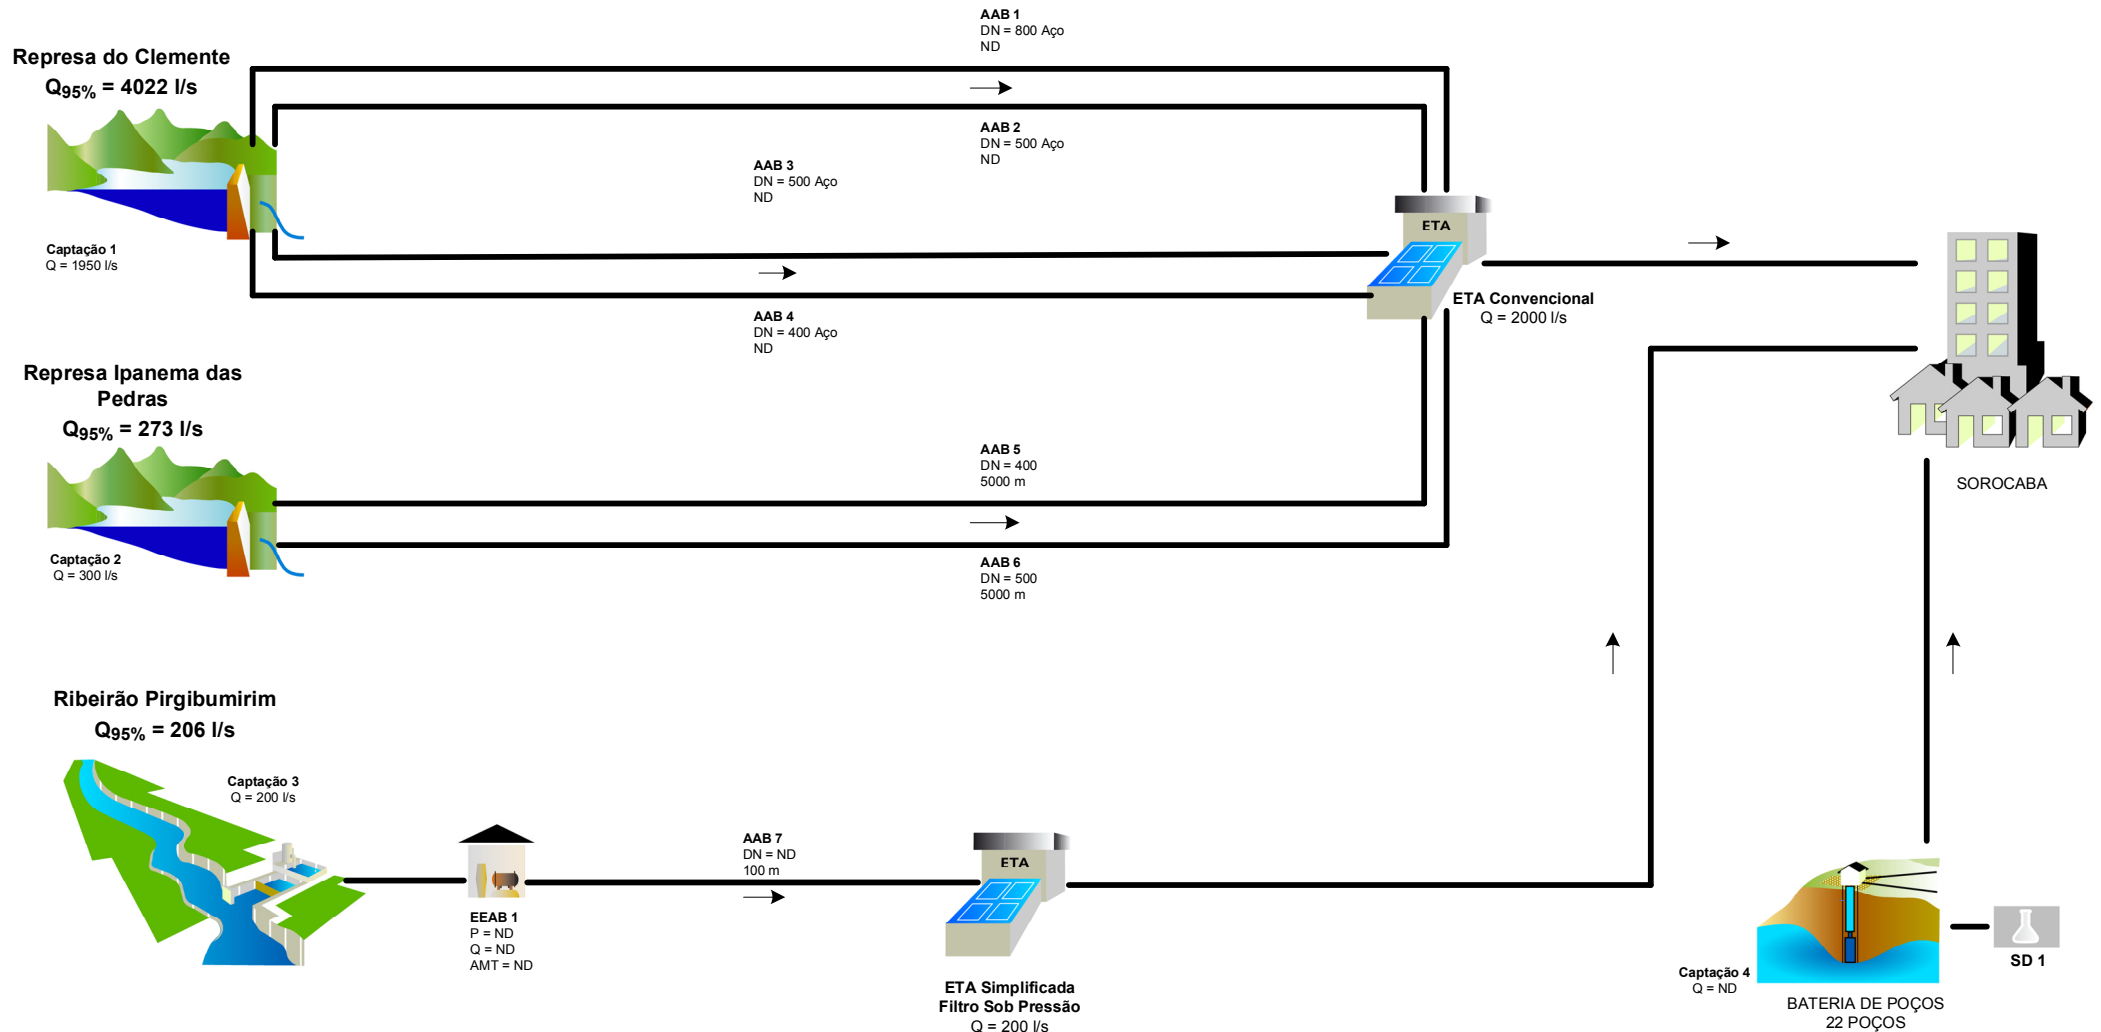 AAB 1
DN = 800 Aço
ND
Represa do Clemente
Q95% = 4022 l/s
AAB 2
DN = 500 Aço
ND
AAB 3
DN = 500 Aço
ND
ETA
Captação 1
Q = 1950 l/s
ETA Convencional
Q = 2000 l/s
AAB 4
DN = 400 Aço
ND
Represa Ipanema das
Pedras
Q95% = 273 l/s
AAB 5
DN = 400
5000 m
SOROCABA
Captação 2
Q = 300 l/s
AAB 6
DN = 500
5000 m
Ribeirão Pirgibumirim
Q95% = 206 l/s
Captação 3
Q = 200 l/s
AAB 7
DN = ND
100 m
ETA
EEAB 1
P = ND
Q = ND
AMT = ND
ETA Simplificada
Filtro Sob Pressão
Q = 200 l/s
Captação 4
Q = ND
SD 1
BATERIA DE POÇOS
22 POÇOS